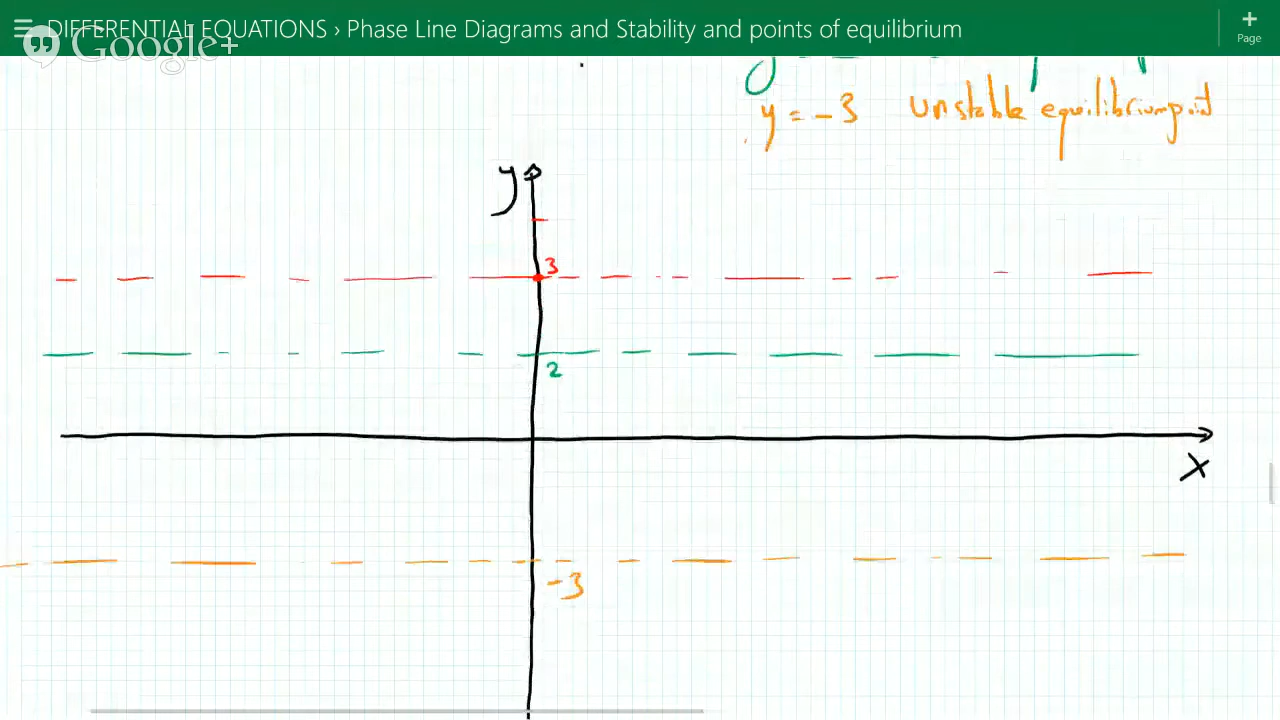 DIFFERENTIAL EQUATIONS › Phase Line Diagrams and Stability and points of equilibrium
Google+
+
Page
y = -3 unstable equilibrium point
y
3
2
x
-3